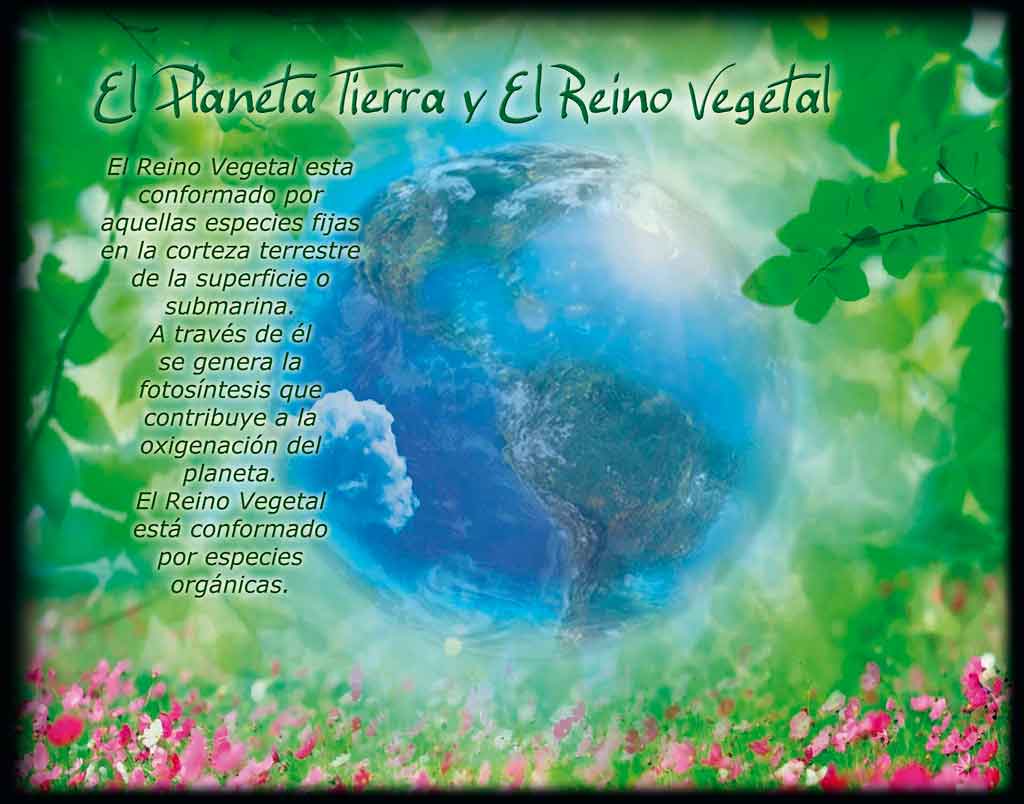 El Planeta Tierra y El Reino Vegetal
El Reino Vegetal esta
conformado por
aquellas especies fijas
en la corteza terrestre
de la superficie o
submarina.
A través de él
se genera la
fotosíntesis que
contribuye a la
oxigenación del
planeta.
El Reino Vegetal
está conformado
por especies
orgánicas.